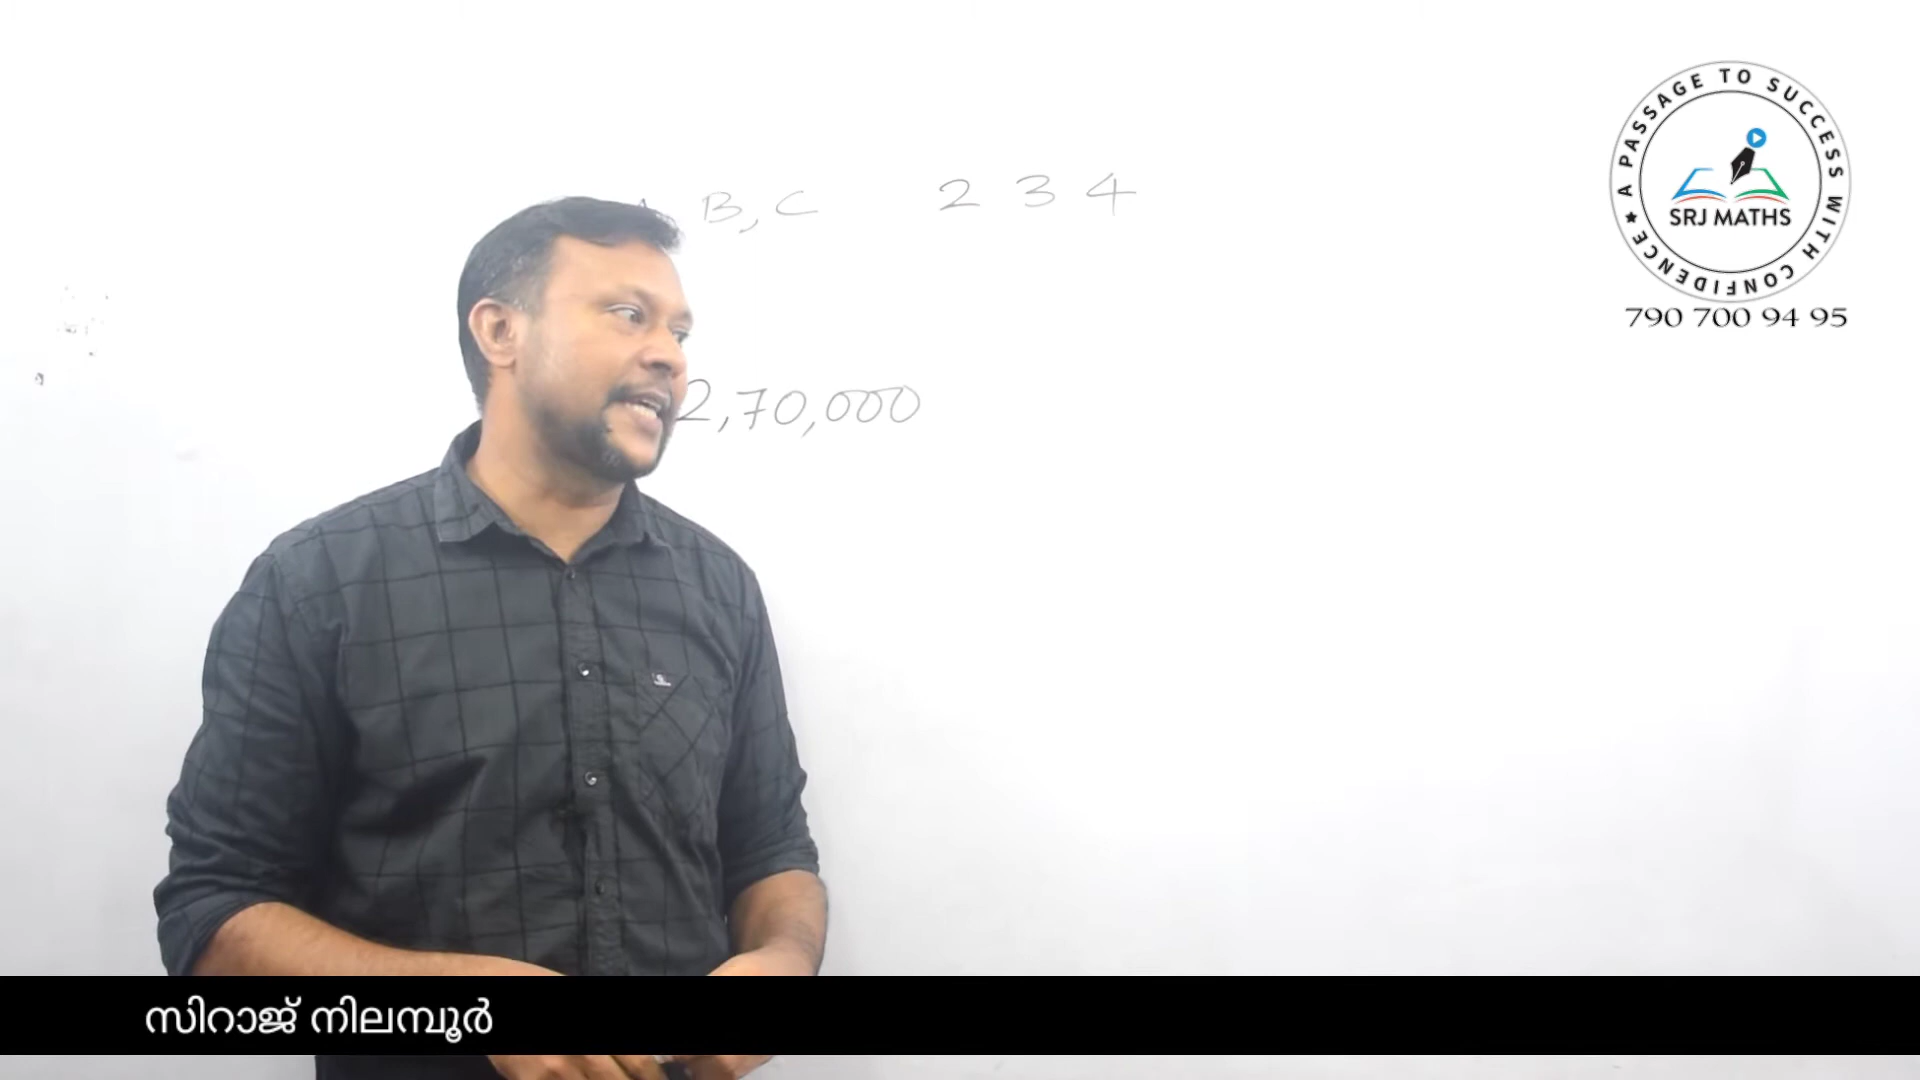 A PASSAGE TO SUCCESS WITH CONFIDENCE
SRJ MATHS
790 700 94 95
B, C 2 3 4
2,70,000
സിറാജ് നിലമ്പൂർ